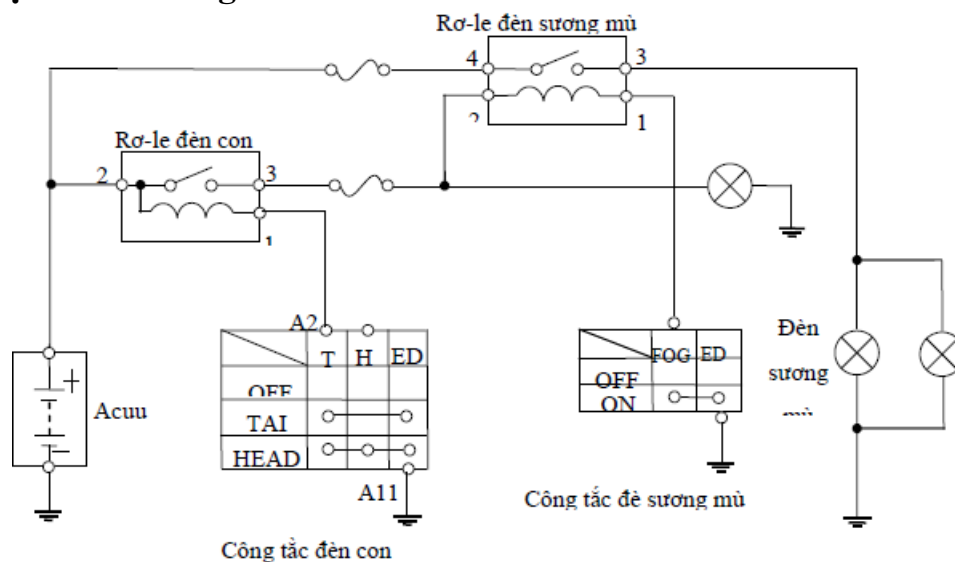 Rơ-le đèn sương mù
4 3
2 1
Rơ-le đèn con
2 3
1
A2
T H ED
OFF
TAI
HEAD
A11
Công tắc đèn con
+
Acuu
−
FOG ED
OFF
ON
Công tắc đè sương mù
Đèn
sương
mù